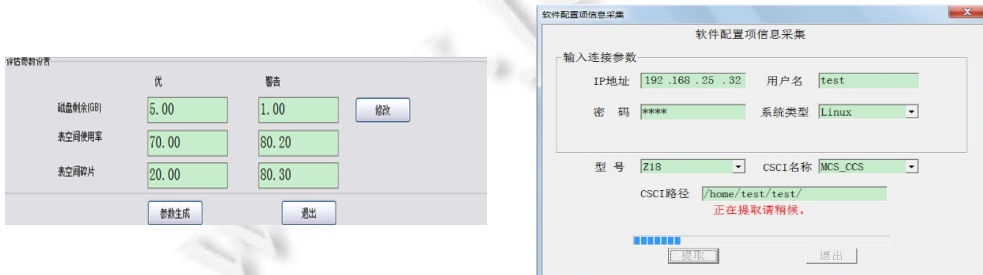 评估参数设置
优 警告
磁盘剩余(GB) 5.00 1.00 修改
表空间使用率 70.00 80.20
表空间碎片 20.00 80.30
参数生成 退出
软件配置项信息采集
软件配置项信息采集
输入连接参数
IP地址 192 .168 .25 .32 用户名 test
密 码 **** 系统类型 Linux
型 号 Z18 CSCI名称 MCS_CCS
CSCI路径 /home/test/test/
正在提取请稍候。
提取 退出